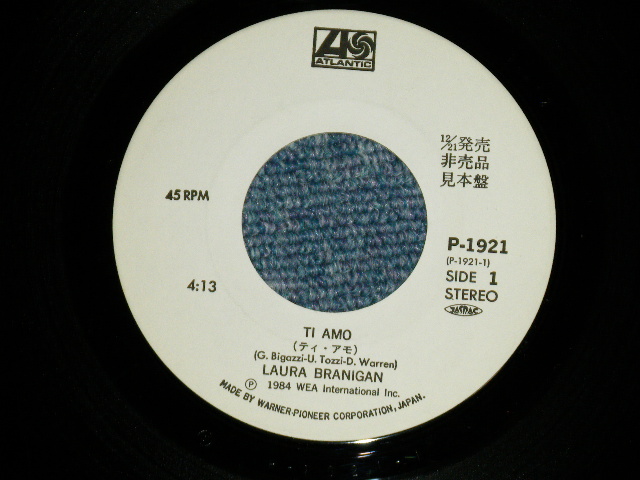 ATLANTIC
12/21発売
非売品
見本盤
45 RPM
P-1921
(P-1921-1)
SIDE 1
STEREO
JASRAC
4:13
TI AMO
(ティ・アモ)
(G. Bigazzi-U. Tozzi-D. Warren)
LAURA BRANIGAN
Ⓟ 1984 WEA International Inc.
MADE BY WARNER-PIONEER CORPORATION, JAPAN.